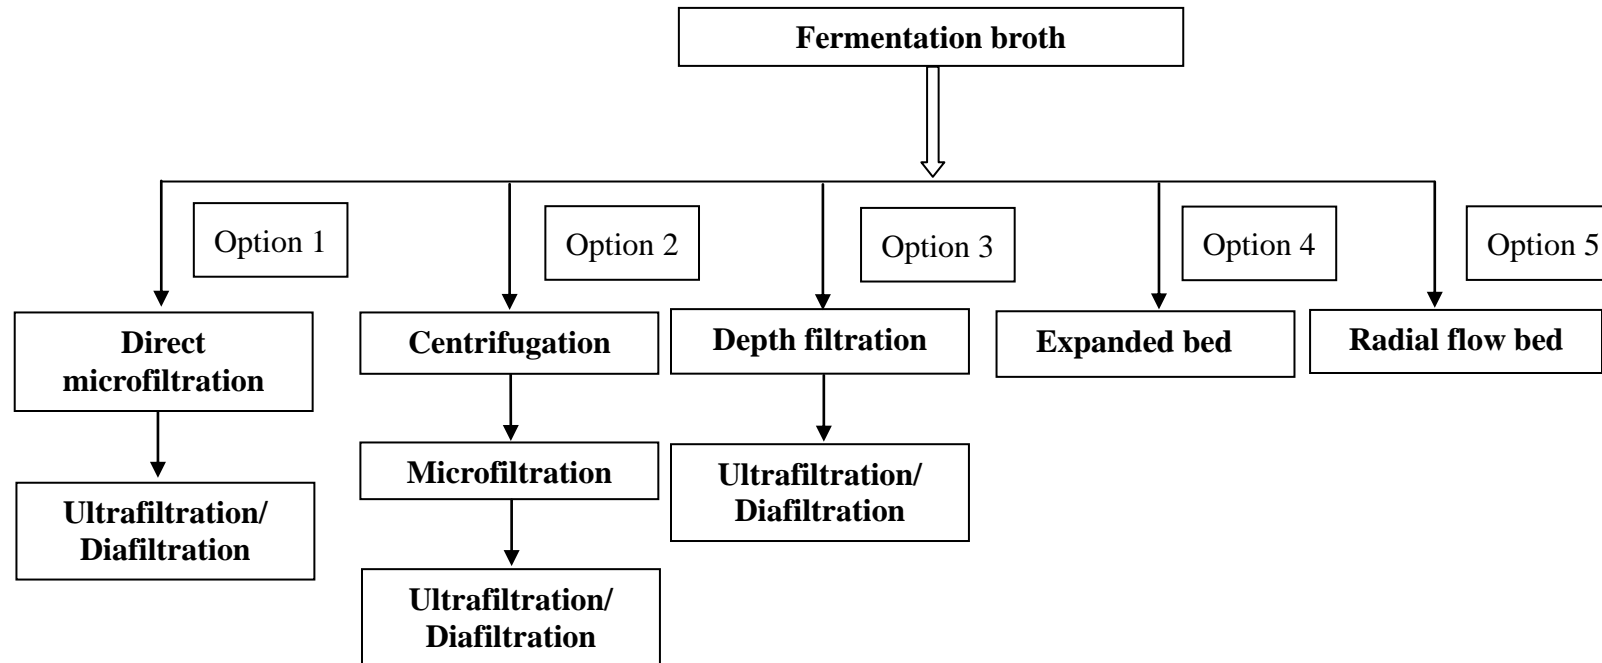 Fermentation broth
Option 1
Option 2
Option 3
Option 4
Option 5
Direct
microfiltration
Centrifugation
Depth filtration
Expanded bed
Radial flow bed
Microfiltration
Ultrafiltration/
Diafiltration
Ultrafiltration/
Diafiltration
Ultrafiltration/
Diafiltration